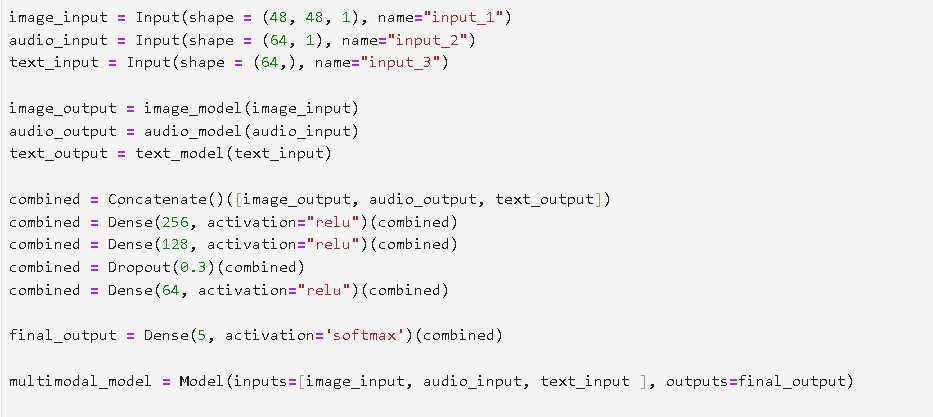 image_input = Input(shape = (48, 48, 1), name="input_1")
audio_input = Input(shape = (64, 1), name="input_2")
text_input = Input(shape = (64,), name="input_3")
image_output = image_model(image_input)
audio_output = audio_model(audio_input)
text_output = text_model(text_input)
combined = Concatenate()([image_output, audio_output, text_output])
combined = Dense(256, activation="relu")(combined)
combined = Dense(128, activation="relu")(combined)
combined = Dropout(0.3)(combined)
combined = Dense(64, activation="relu")(combined)
final_output = Dense(5, activation='softmax')(combined)
multimodal_model = Model(inputs=[image_input, audio_input, text_input ], outputs=final_output)